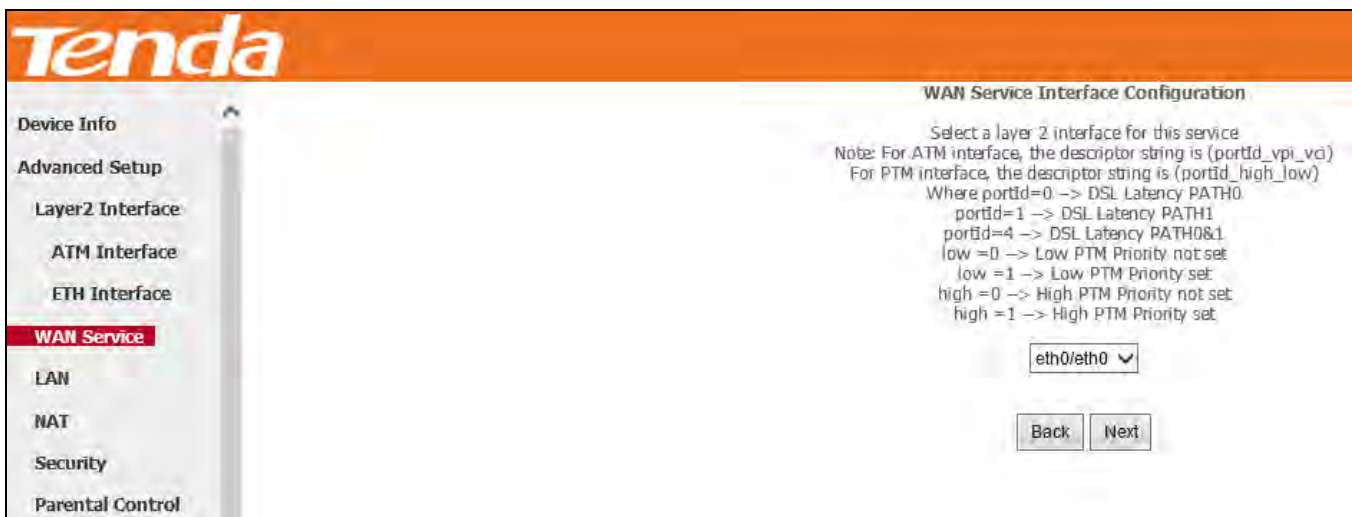 Tenda
Device Info
Advanced Setup
Layer2 Interface
ATM Interface
ETH Interface
WAN Service
LAN
NAT
Security
Parental Control
WAN Service Interface Configuration
Select a layer 2 interface for this service
Note: For ATM interface, the descriptor string is (portId_vpi_vci)
For PTM interface, the descriptor string is (portId_high_low)
Where portId=0 --> DSL Latency PATH0
portId=1 --> DSL Latency PATH1
portId=4 --> DSL Latency PATH0&1
low =0 --> Low PTM Priority not set
low =1 --> Low PTM Priority set
high =0 --> High PTM Priority not set
high =1 --> High PTM Priority set
eth0/eth0
Back Next